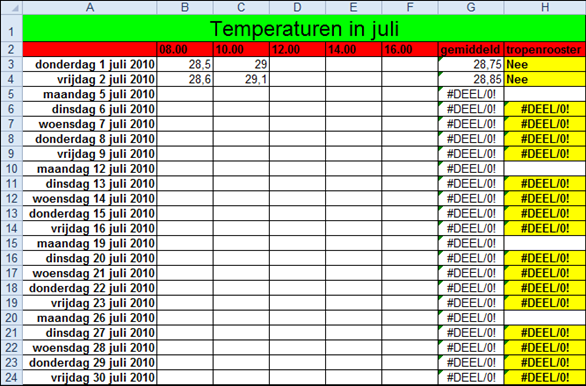 A B C D E F G H
1 Temperaturen in juli
2 08.00 10.00 12.00 14.00 16.00 gemiddeld tropenrooster
3 donderdag 1 juli 2010 28,5 29 28,75 Nee
4 vrijdag 2 juli 2010 28,6 29,1 28,85 Nee
5 maandag 5 juli 2010 #DEEL/0!
6 dinsdag 6 juli 2010 #DEEL/0! #DEEL/0!
7 woensdag 7 juli 2010 #DEEL/0! #DEEL/0!
8 donderdag 8 juli 2010 #DEEL/0! #DEEL/0!
9 vrijdag 9 juli 2010 #DEEL/0! #DEEL/0!
10 maandag 12 juli 2010 #DEEL/0!
11 dinsdag 13 juli 2010 #DEEL/0! #DEEL/0!
12 woensdag 14 juli 2010 #DEEL/0! #DEEL/0!
13 donderdag 15 juli 2010 #DEEL/0! #DEEL/0!
14 vrijdag 16 juli 2010 #DEEL/0! #DEEL/0!
15 maandag 19 juli 2010 #DEEL/0!
16 dinsdag 20 juli 2010 #DEEL/0! #DEEL/0!
17 woensdag 21 juli 2010 #DEEL/0! #DEEL/0!
18 donderdag 22 juli 2010 #DEEL/0! #DEEL/0!
19 vrijdag 23 juli 2010 #DEEL/0! #DEEL/0!
20 maandag 26 juli 2010 #DEEL/0!
21 dinsdag 27 juli 2010 #DEEL/0! #DEEL/0!
22 woensdag 28 juli 2010 #DEEL/0! #DEEL/0!
23 donderdag 29 juli 2010 #DEEL/0! #DEEL/0!
24 vrijdag 30 juli 2010 #DEEL/0! #DEEL/0!